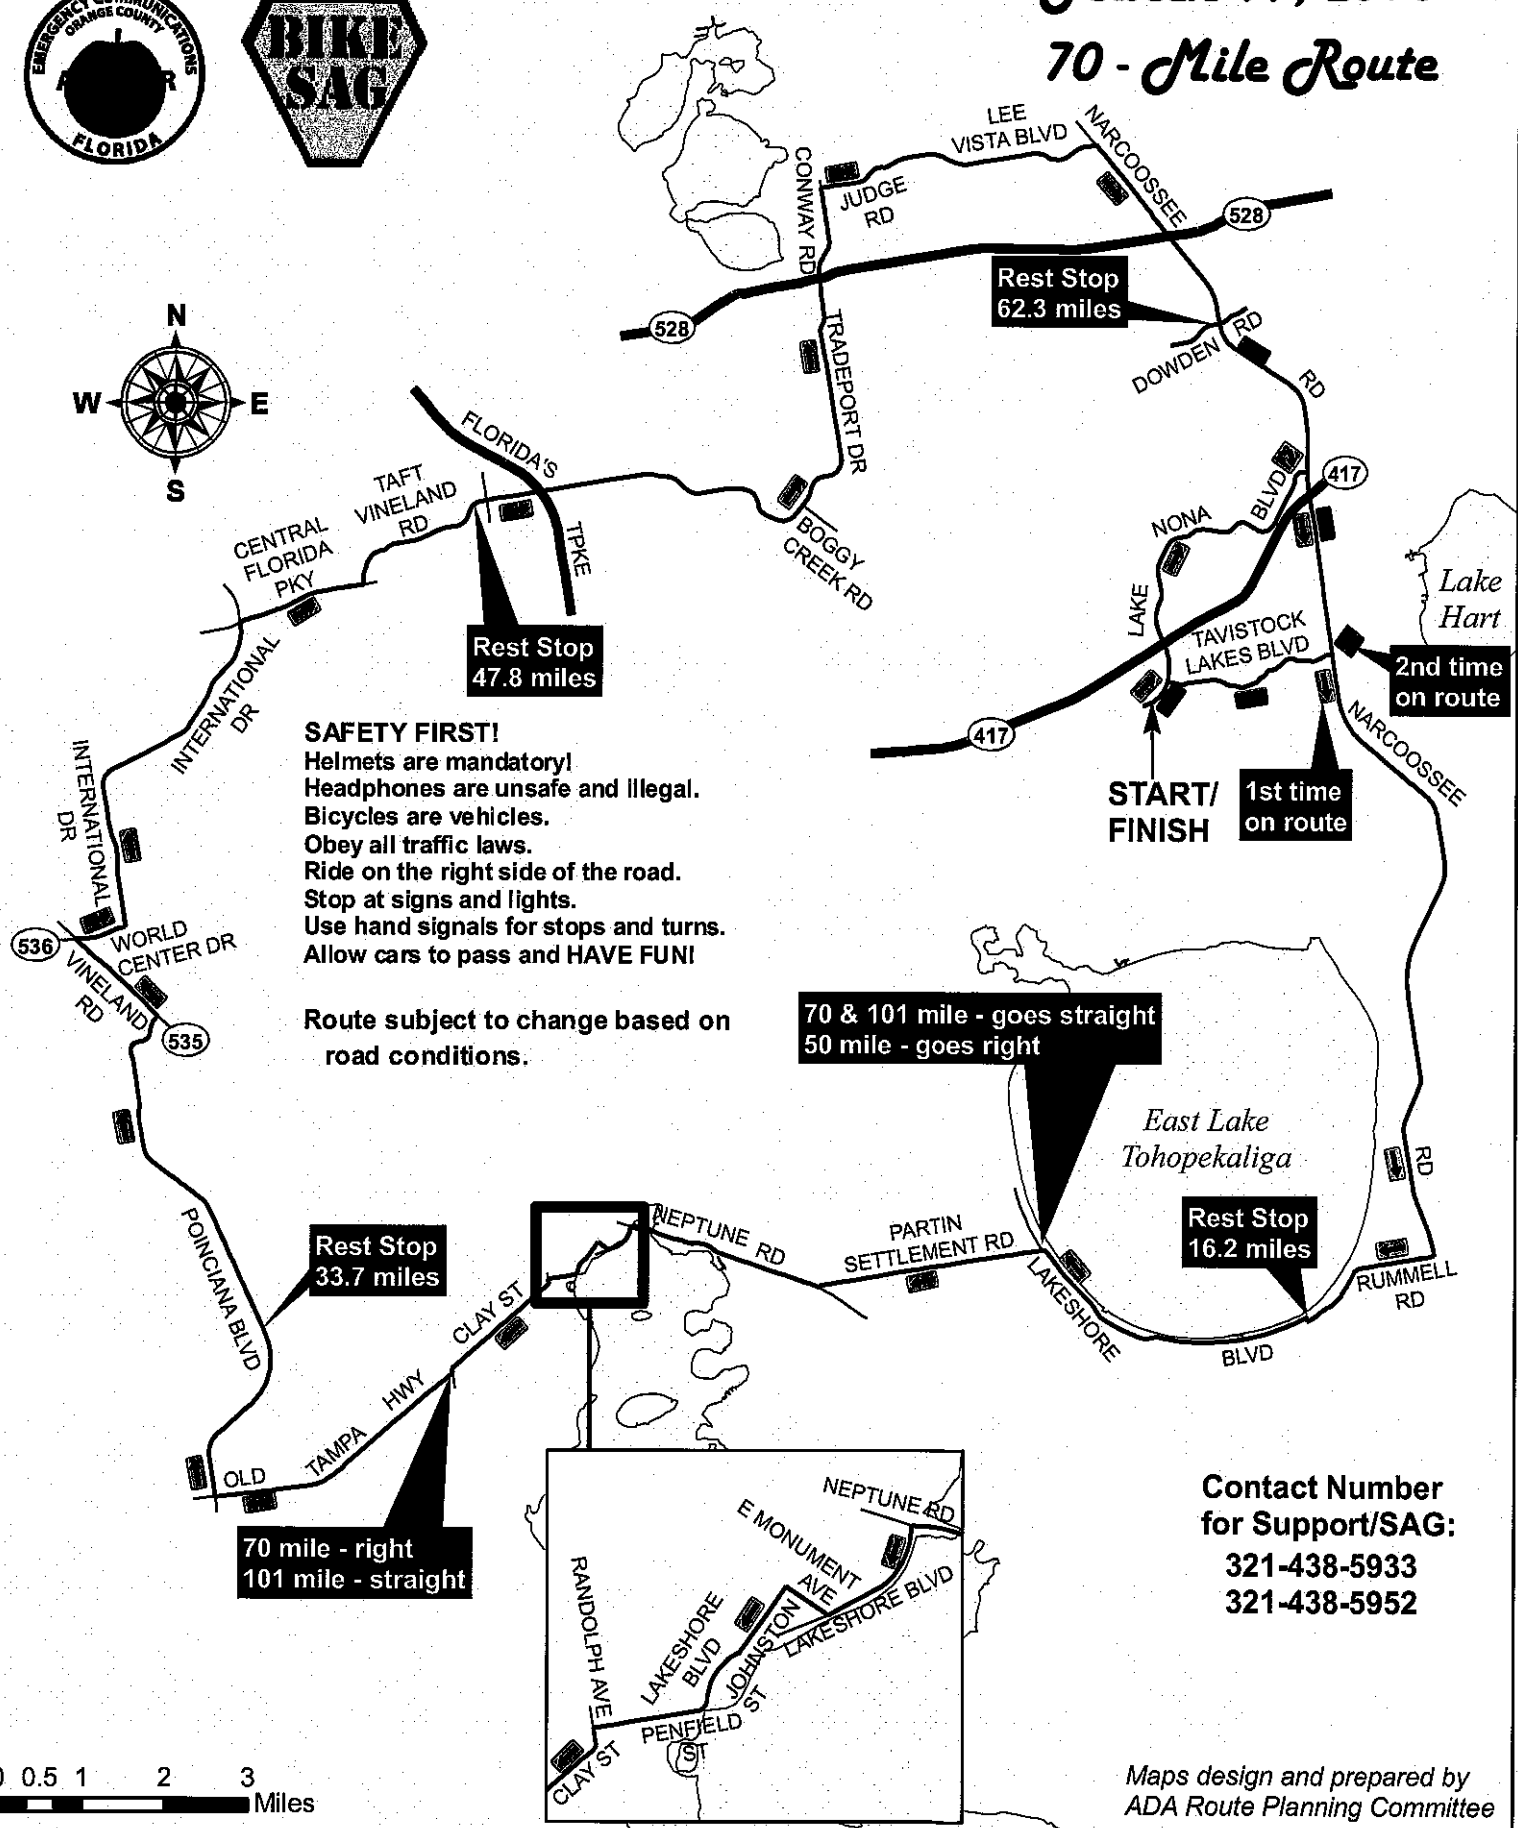 EMERGENCY COMMUNICATIONS
ORANGE COUNTY
FLORIDA
BIKE
SAG
70 - Mile Route
LEE
VISTA BLVD
NARCOOSSEE
CONWAY RD
JUDGE
RD
528
Rest Stop
62.3 miles
528
DOWDEN RD
RD
TRADEPORT DR
N
W E
S
FLORIDA'S
TPKE
TAFT
VINELAND
RD
CENTRAL
FLORIDA
PKY
BOGGY
CREEK RD
417
NONA
BLVD
LAKE
TAVISTOCK
LAKES BLVD
Lake
Hart
Rest Stop
47.8 miles
2nd time
on route
INTERNATIONAL
DR
417
NARCOOSSEE
START/
FINISH
1st time
on route
SAFETY FIRST!
Helmets are mandatory!
Headphones are unsafe and illegal.
Bicycles are vehicles.
Obey all traffic laws.
Ride on the right side of the road.
Stop at signs and lights.
Use hand signals for stops and turns.
Allow cars to pass and HAVE FUN!
Route subject to change based on
road conditions.
INTERNATIONAL
DR
536
WORLD
CENTER DR
VINELAND
RD
535
70 & 101 mile - goes straight
50 mile - goes right
East Lake
Tohopekaliga
RD
POINCIANA BLVD
Rest Stop
33.7 miles
NEPTUNE RD
PARTIN
SETTLEMENT RD
Rest Stop
16.2 miles
RUMMELL
RD
LAKESHORE
BLVD
CLAY ST
OLD TAMPA HWY
70 mile - right
101 mile - straight
NEPTUNE RD
E MONUMENT
AVE
LAKESHORE BLVD
RANDOLPH AVE
LAKESHORE
BLVD
JOHNSTON
ST
PENFIELD
ST
CLAY ST
Contact Number
for Support/SAG:
321-438-5933
321-438-5952
0 0.5 1 2 3
Miles
Maps design and prepared by
ADA Route Planning Committee